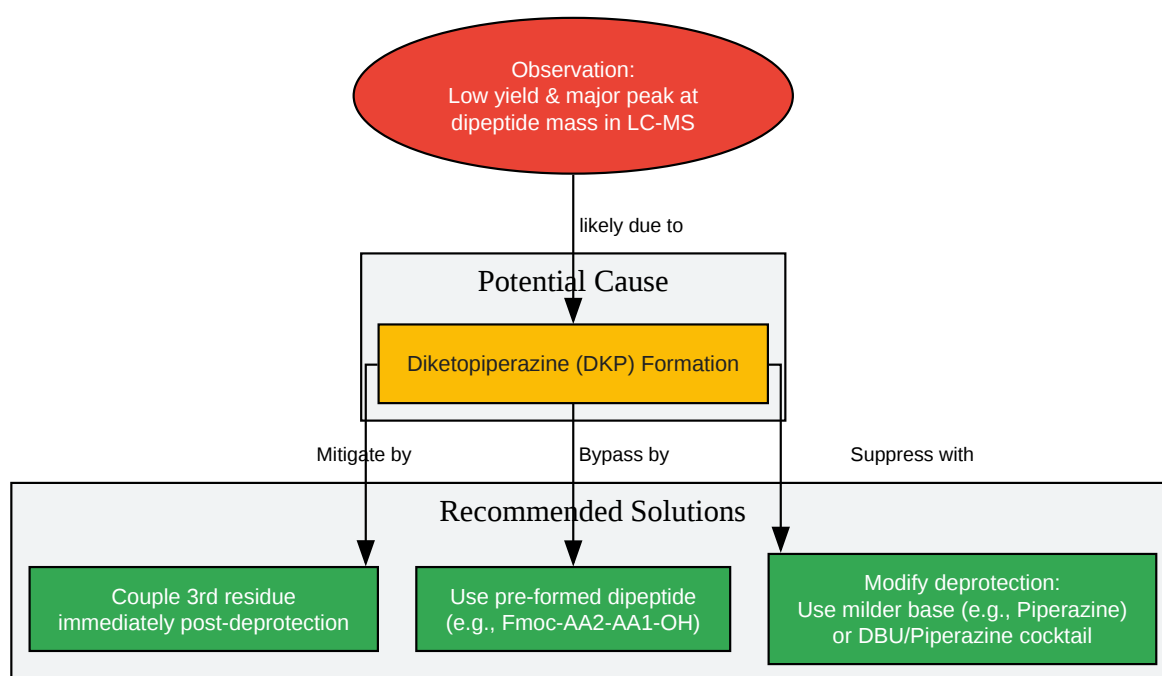 Observation:
Low yield & major peak at
dipeptide mass in LC-MS
likely due to
Potential Cause
Diketopiperazine (DKP) Formation
Mitigate by
Bypass by
Suppress with
Recommended Solutions
Couple 3rd residue
immediately post-deprotection
Use pre-formed dipeptide
(e.g., Fmoc-AA2-AA1-OH)
Modify deprotection:
Use milder base (e.g., Piperazine)
or DBU/Piperazine cocktail